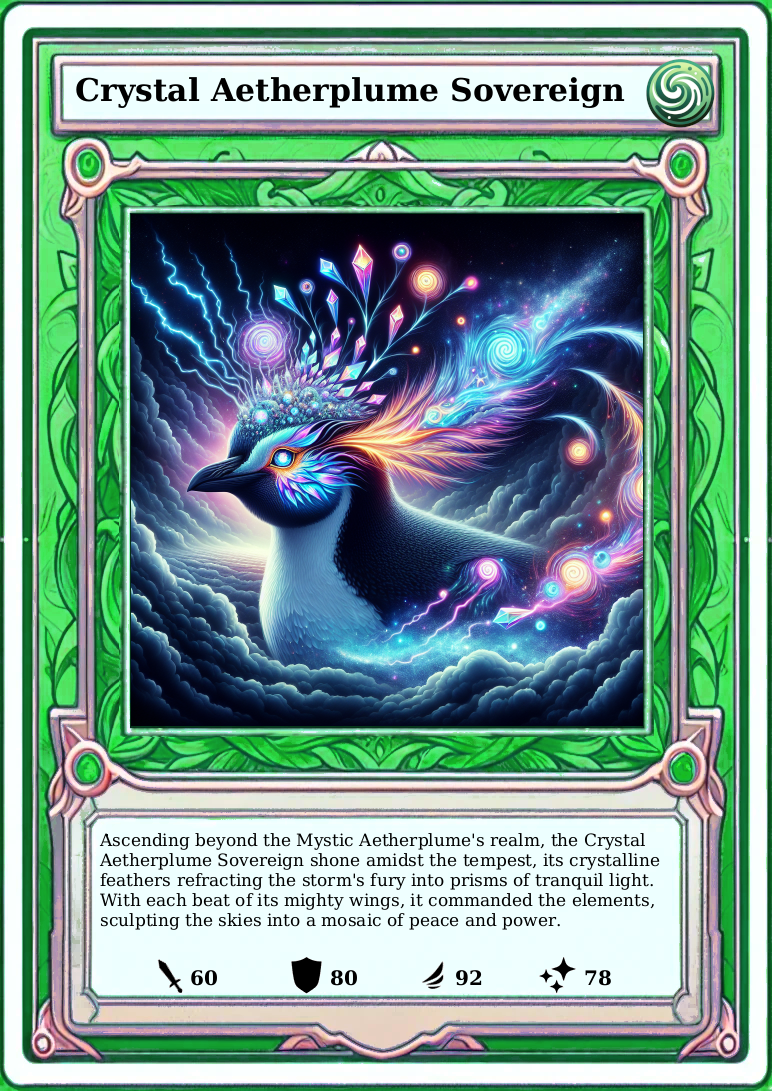 Crystal Aetherplume Sovereign
Ascending beyond the Mystic Aetherplume's realm, the Crystal
Aetherplume Sovereign shone amidst the tempest, its crystalline
feathers refracting the storm's fury into prisms of tranquil light.
With each beat of its mighty wings, it commanded the elements,
sculpting the skies into a mosaic of peace and power.
60 80 92 78